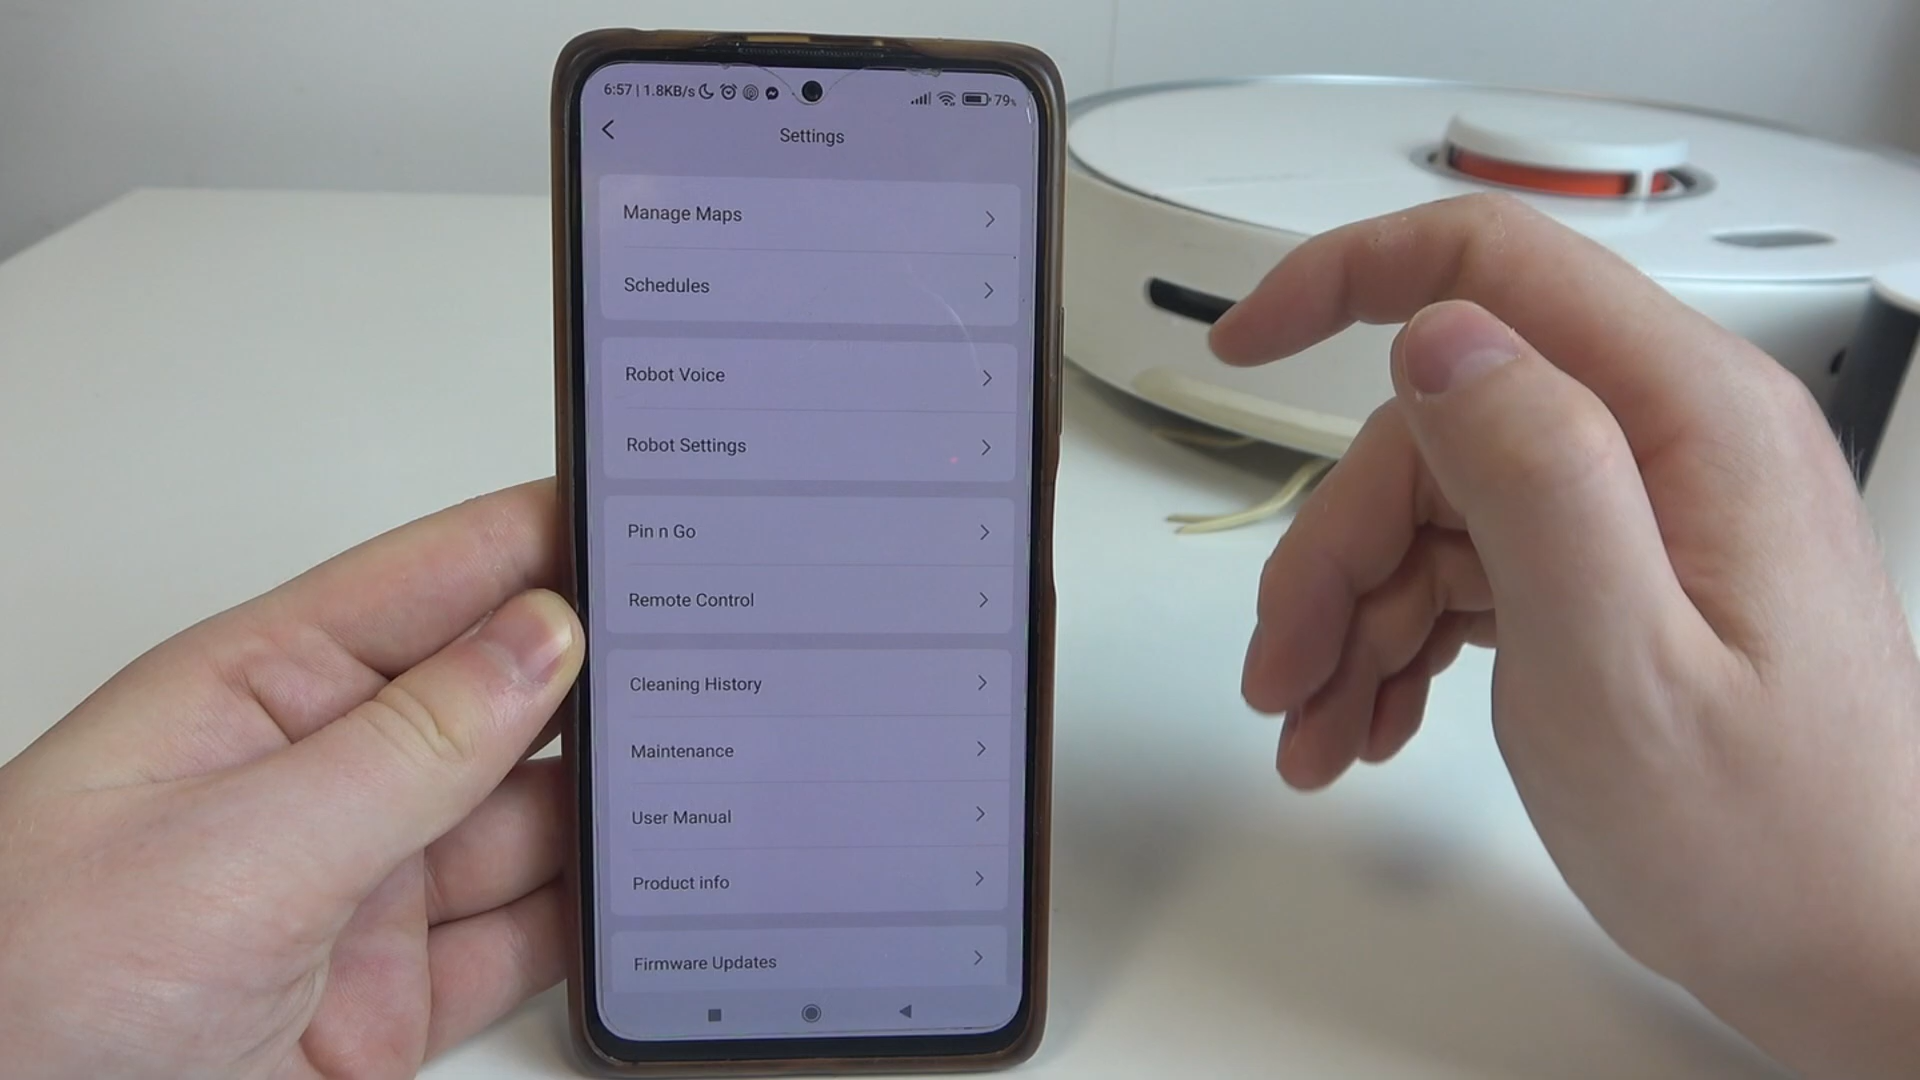 6:57 | 1.8KB/s
79%
Settings
Manage Maps
Schedules
Robot Voice
Robot Settings
Pin n Go
Remote Control
Cleaning History
Maintenance
User Manual
Product info
Firmware Updates